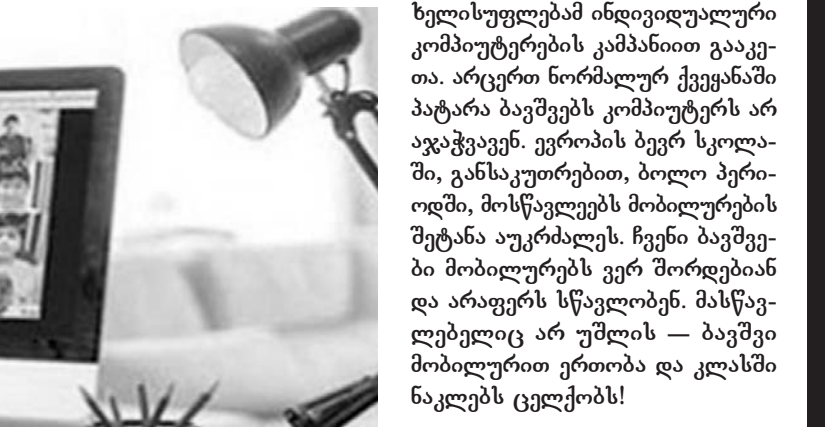 ხელისუფლებამ ინდივიდუალური
კომპიუტერების კამპანიით გააკე-
თა. არცერთ ნორმალურ ქვეყანაში
პატარა ბავშვებს კომპიუტერს არ
აჯაჭვავენ. ევროპის ბევრ სკოლა-
ში, განსაკუთრებით, ბოლო პერი-
ოდში, მოსწავლეებს მობილურების
შეტანა აუკრძალეს. ჩვენი ბავშვე-
ბი მობილურებს ვერ შორდებიან
და არაფერს სწავლობენ. მასწავ-
ლებელიც არ უშლის — ბავშვი
მობილურით ერთობა და კლასში
ნაკლებს ცელქობს!